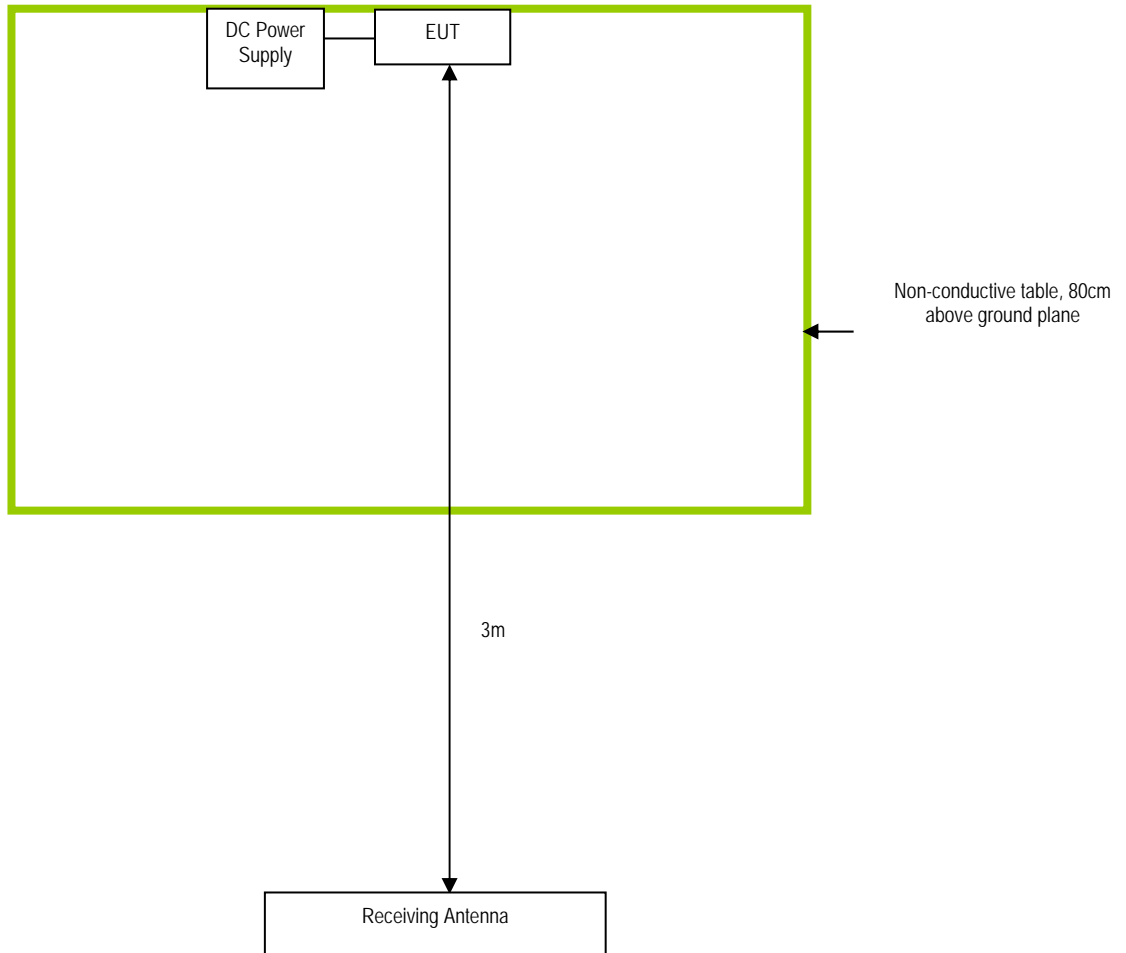 DC Power
Supply
EUT
Non-conductive table, 80cm
above ground plane
3m
Receiving Antenna